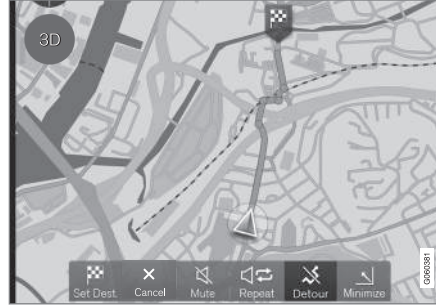 3D
Set Dest.
Cancel
Mute
Repeat
Detour
Minimize
G060381